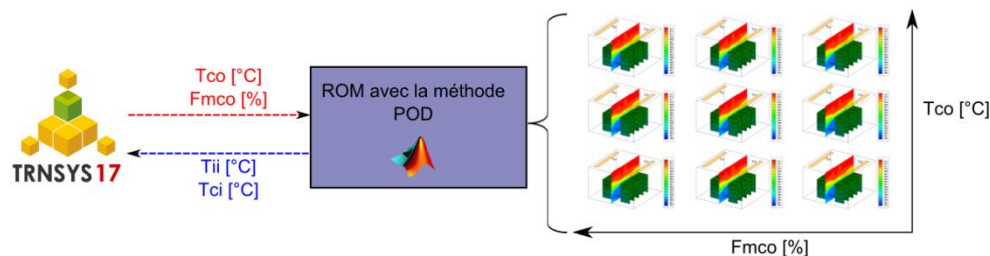 Tco [°C]
Fmco [%]
TRNSYS 17
Tii [°C]
Tci [°C]
ROM avec la méthode
POD
Tco [°C]
Fmco [%]